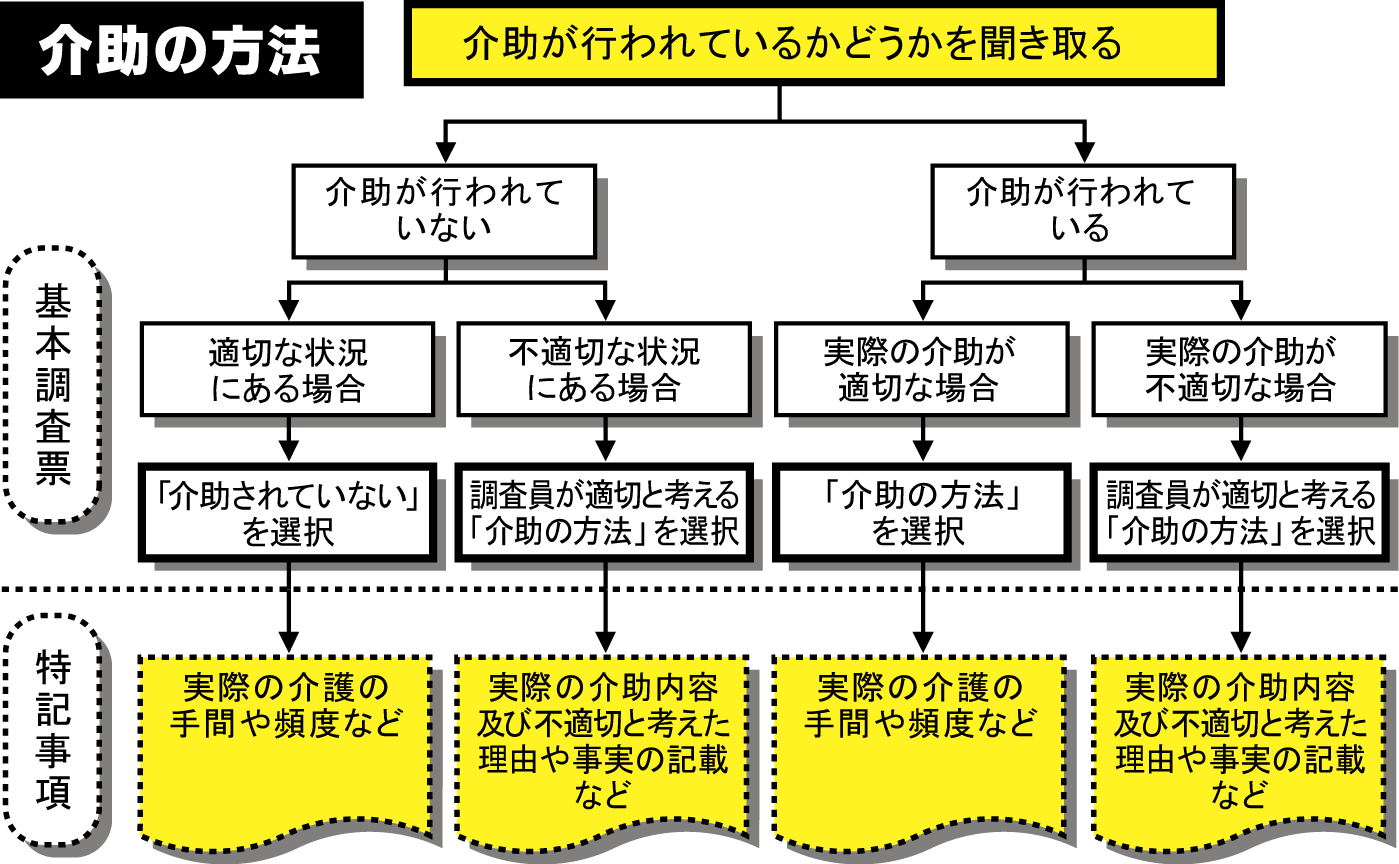 介助の方法
介助が行われているかどうかを聞き取る
介助が行われて
いない
介助が行われて
いる
基本調査票
適切な状況
にある場合
不適切な状況
にある場合
実際の介助が
適切な場合
実際の介助が
不適切な場合
「介助されていない」
を選択
調査員が適切と考える
「介助の方法」を選択
「介助の方法」
を選択
調査員が適切と考える
「介助の方法」を選択
特記事項
実際の介護の
手間や頻度など
実際の介助内容
及び不適切と考えた
理由や事実の記載
など
実際の介護の
手間や頻度など
実際の介助内容
及び不適切と考えた
理由や事実の記載
など